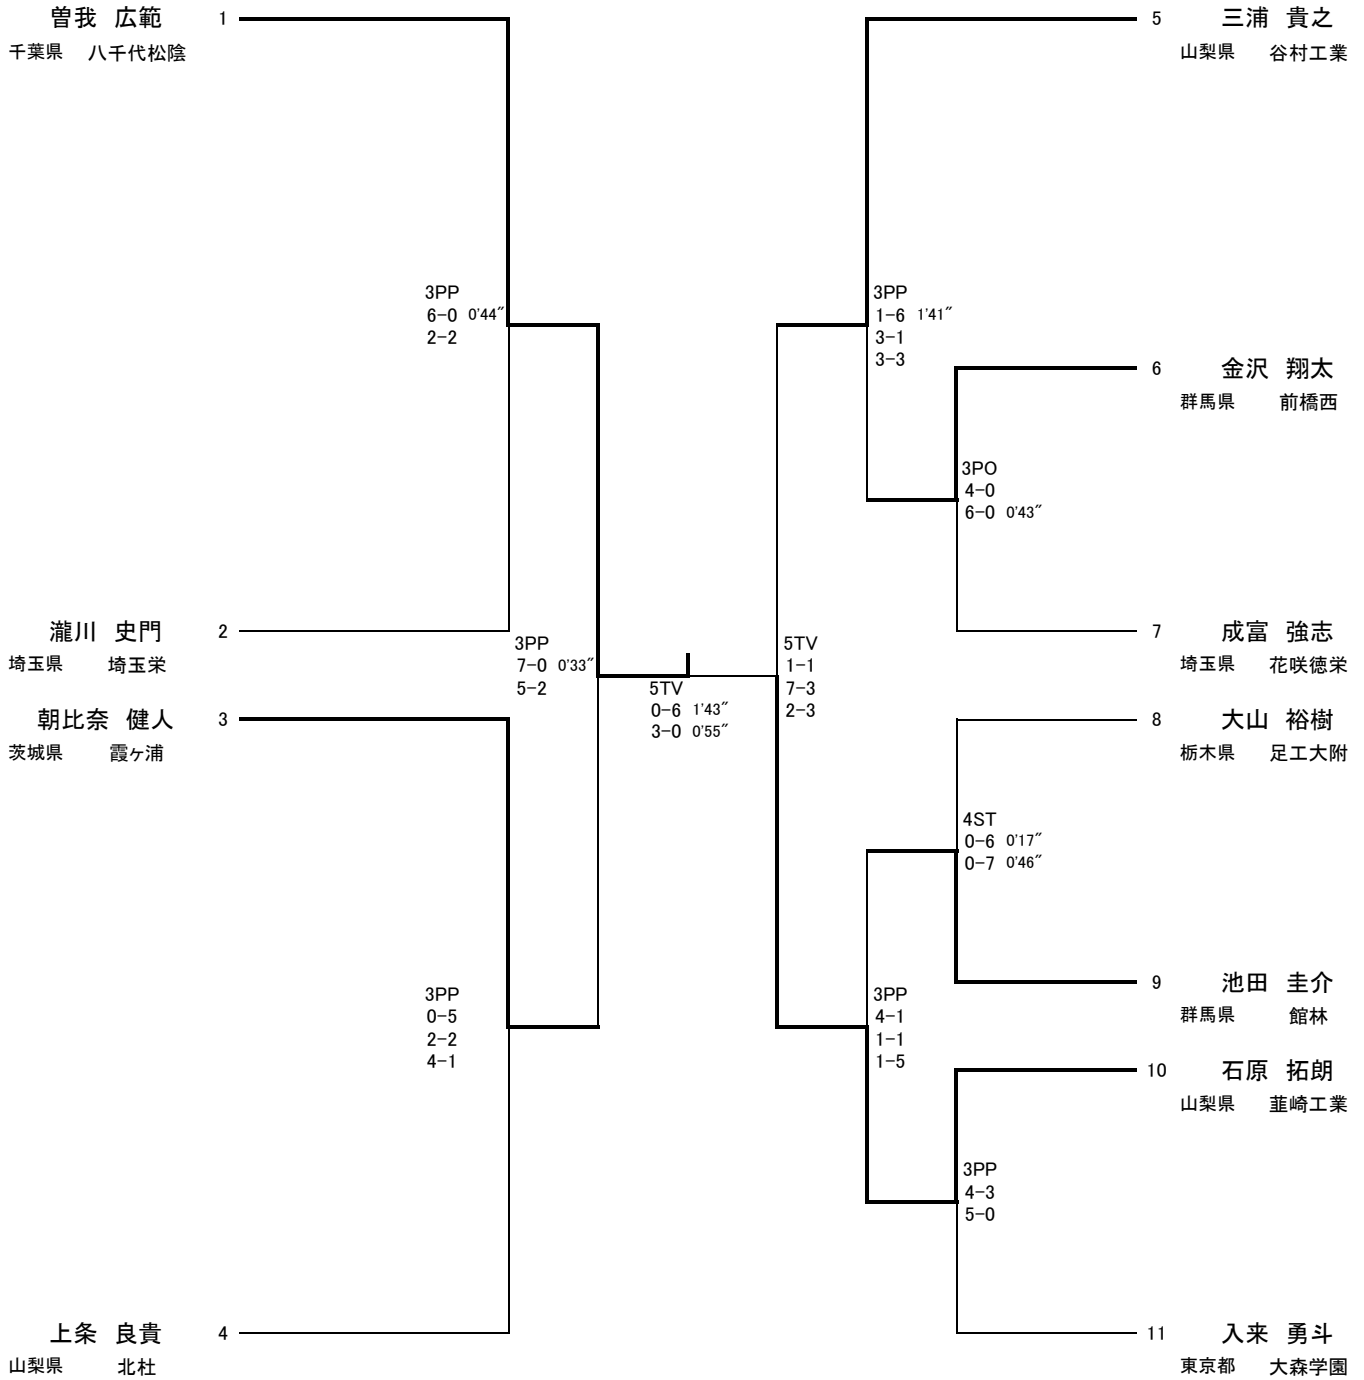 曽我 広範 1
千葉県 八千代松陰
3PP
6-0 0'44"
2-2
瀧川 史門 2
埼玉県 埼玉栄
3PP
7-0 0'33"
5-2
朝比奈 健人 3
茨城県 霞ヶ浦
3PP
0-5
2-2
4-1
上条 良貴 4
山梨県 北杜
5TV
0-6 1'43"
3-0 0'55"
5 三浦 貴之
山梨県 谷村工業
3PP
1-6 1'41"
3-1
3-3
6 金沢 翔太
群馬県 前橋西
3PO
4-0
6-0 0'43"
7 成富 強志
埼玉県 花咲徳栄
5TV
1-1
7-3
2-3
8 大山 裕樹
栃木県 足工大附
4ST
0-6 0'17"
0-7 0'46"
9 池田 圭介
群馬県 館林
3PP
4-1
1-1
1-5
10 石原 拓朗
山梨県 韮崎工業
3PP
4-3
5-0
11 入来 勇斗
東京都 大森学園